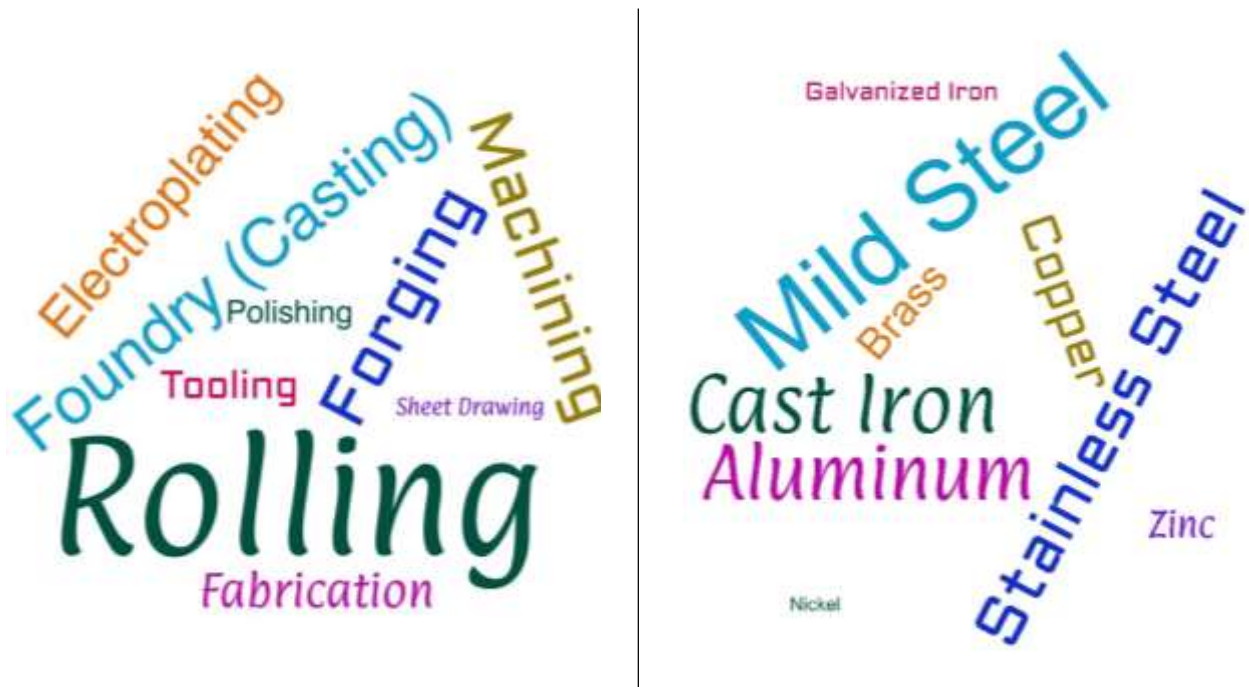 Electroplating
Foundry (Casting)
Machining
Forging
Polishing
Tooling
Sheet Drawing
Rolling
Fabrication
Galvanized Iron
Mild Steel
Brass
Copper
Stainless Steel
Cast Iron
Aluminum
Zinc
Nickel